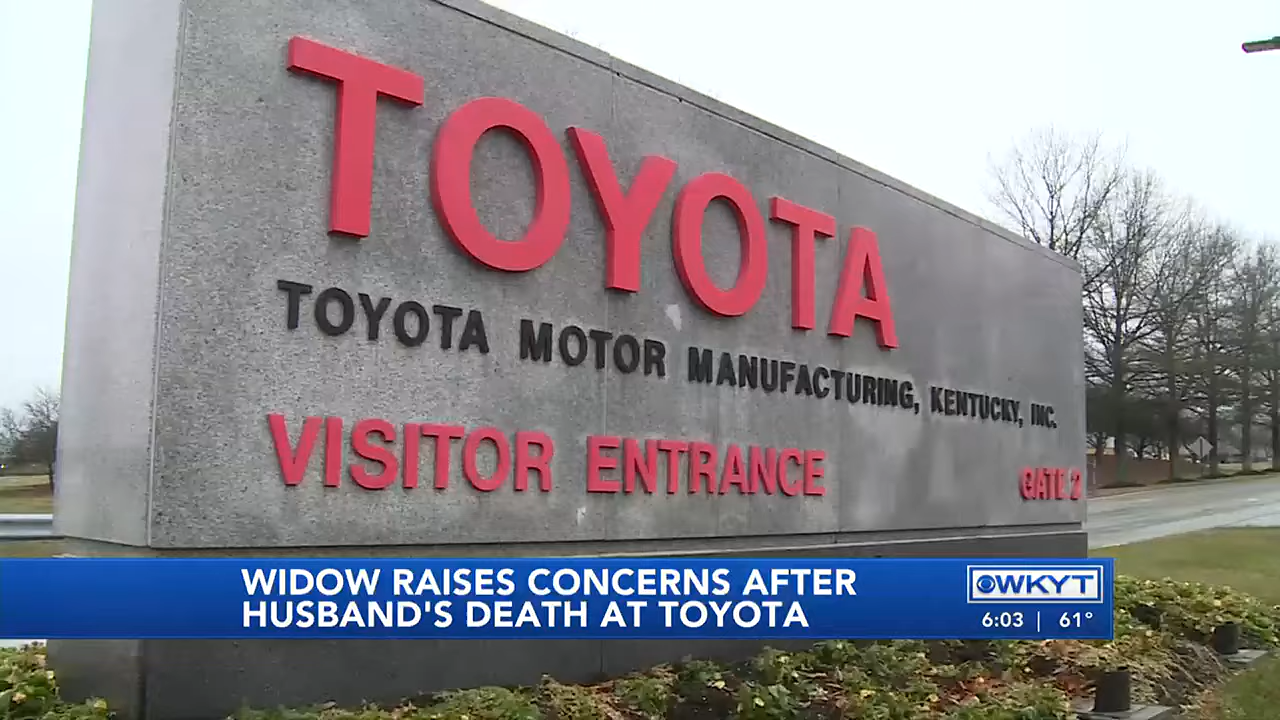 TOYOTA
TOYOTA MOTOR MANUFACTURING, KENTUCKY, INC.
VISITOR ENTRANCE
GATE 2
WIDOW RAISES CONCERNS AFTER
HUSBAND'S DEATH AT TOYOTA
WKYT
6:03 | 61°